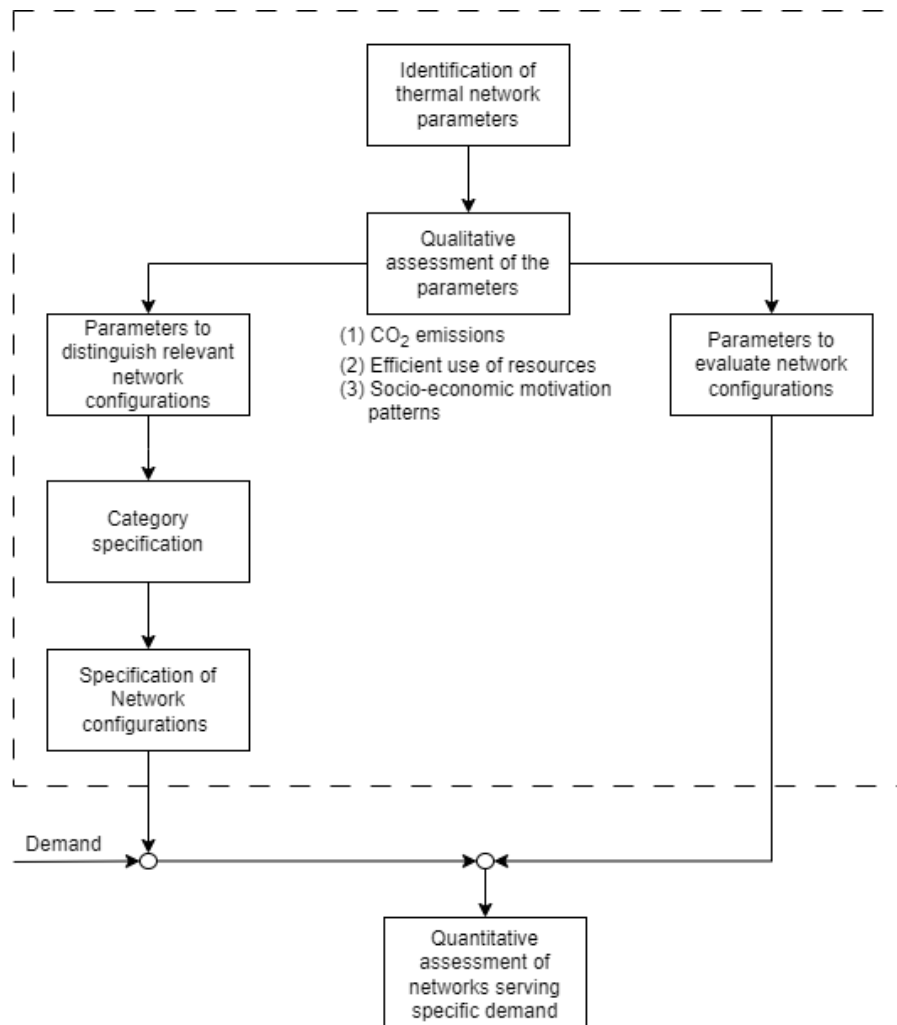 Identification of
thermal network
parameters
Qualitative
assessment of the
parameters
Parameters to
distinguish relevant
network
configurations
(1) CO₂ emissions
(2) Efficient use of resources
(3) Socio-economic motivation
patterns
Parameters to
evaluate network
configurations
Category
specification
Specification of
Network
configurations
Demand
Quantitative
assessment of
networks serving
specific demand